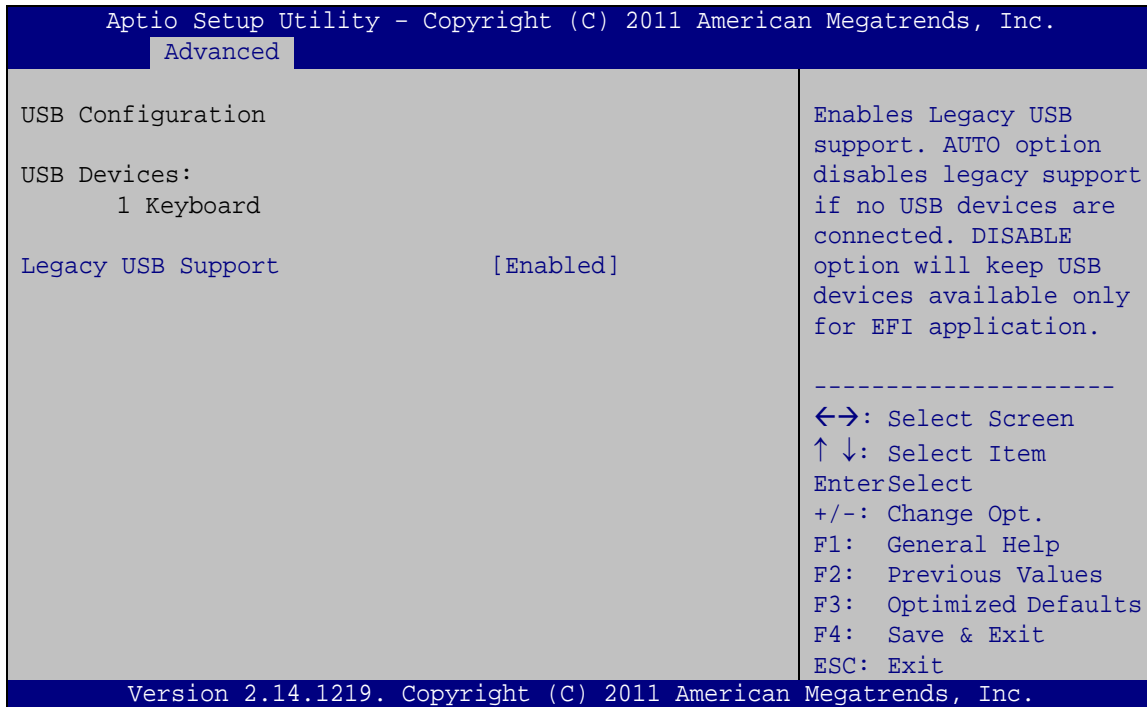 Aptio Setup Utility – Copyright (C) 2011 American Megatrends, Inc.
Advanced
USB Configuration
USB Devices:
1 Keyboard
Legacy USB Support [Enabled]
Enables Legacy USB
support. AUTO option
disables legacy support
if no USB devices are
connected. DISABLE
option will keep USB
devices available only
for EFI application.
---------------------
←→: Select Screen
↑ ↓: Select Item
EnterSelect
+/-: Change Opt.
F1: General Help
F2: Previous Values
F3: Optimized Defaults
F4: Save & Exit
ESC: Exit
Version 2.14.1219. Copyright (C) 2011 American Megatrends, Inc.